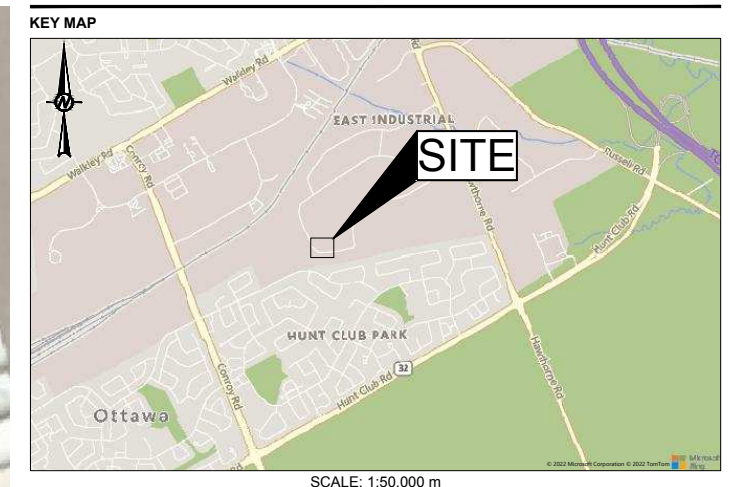 KEY MAP
Walkley Rd
EAST INDUSTRIAL
SITE
Walkley Rd
Conroy Rd
Hawthorne Rd
Russell Rd
Hunt Club Rd
HUNT CLUB PARK
32
Hunt Club Rd
Conroy Rd
Hawthorne Rd
Ottawa
N
© 2022 Microsoft Corporation © 2022 TomTom
Microsoft
Bing
SCALE: 1:50,000 m